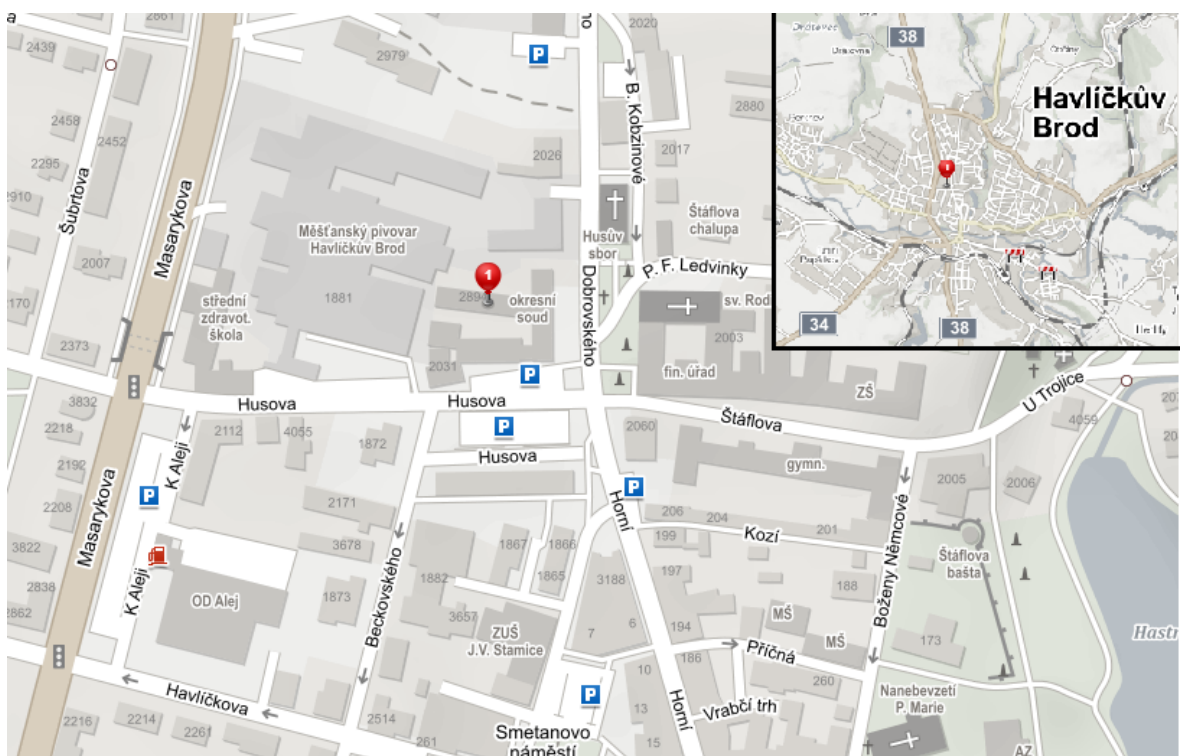 2861
2439
2979
P
2020
2458
2452
2295
2910
Šubrtova
2007
2170
2373
Masarykova
B. Kobzinové
2880
2017
2026
Měšťanský pivovar
Havlíčkův Brod
1881
střední
zdravot.
škola
okresní
soud
1
2031
Husův
sbor
Dobrovského
Štáflova
chalupa
P. F. Ledvinky
sv. Rod
2003
fin. úřad
ZŠ
38
Havlíčkův
Brod
34
38
3832
2218
2192
2208
3822
2838
2862
Masarykova
K Aleji
P
K Aleji
Husova
2112
4055
1872
2171
3678
1873
OD Alej
Husova
P
P
Husova
Beckovského
1882
1867
1866
1865
3657
ZUŠ
J.V. Stamice
3188
7
6
2060
P
Horní
206
204
201
199
197
194
Kozí
gymn.
Štáflova
U Trojice
4059
2005
2006
Štáflova
bašta
Boženy Němcové
188
MŠ
MŠ
173
Příčná
186
260
10
13
15
Horní
Vrabčí trh
Nanebevzetí
P. Marie
AZ
Havlíčkova
2216
2214
2261
2514
261
P
Smetanovo
náměstí